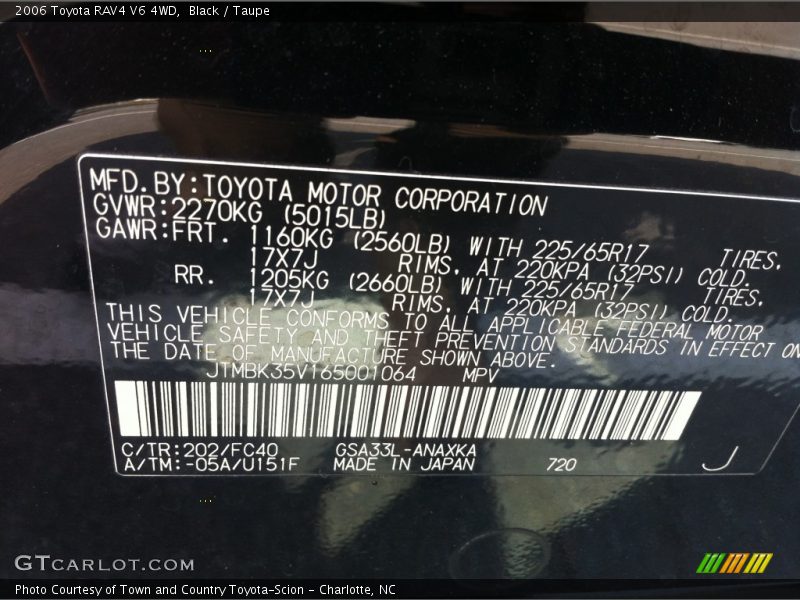 2006 Toyota RAV4 V6 4WD, Black / Taupe
MFD.BY:TOYOTA MOTOR CORPORATION
GVWR:2270KG (5015LB)
GAWR:FRT. 1160KG (2560LB) WITH 225/65R17 TIRES.
17X7J RIMS, AT 220KPA (32PSI) COLD.
RR. 1205KG (2660LB) WITH 225/65R17 TIRES,
17X7J RIMS, AT 220KPA (32PSI) COLD.
THIS VEHICLE CONFORMS TO ALL APPLICABLE FEDERAL MOTOR
VEHICLE SAFETY AND THEFT PREVENTION STANDARDS IN EFFECT ON
THE DATE OF MANUFACTURE SHOWN ABOVE.
JTMBK35V165001064 MPV
C/TR:202/FC40 GSA33L-ANAXKA
A/TM:-05A/U151F MADE IN JAPAN 720 J
GTCARLOT.COM
Photo Courtesy of Town and Country Toyota-Scion - Charlotte, NC